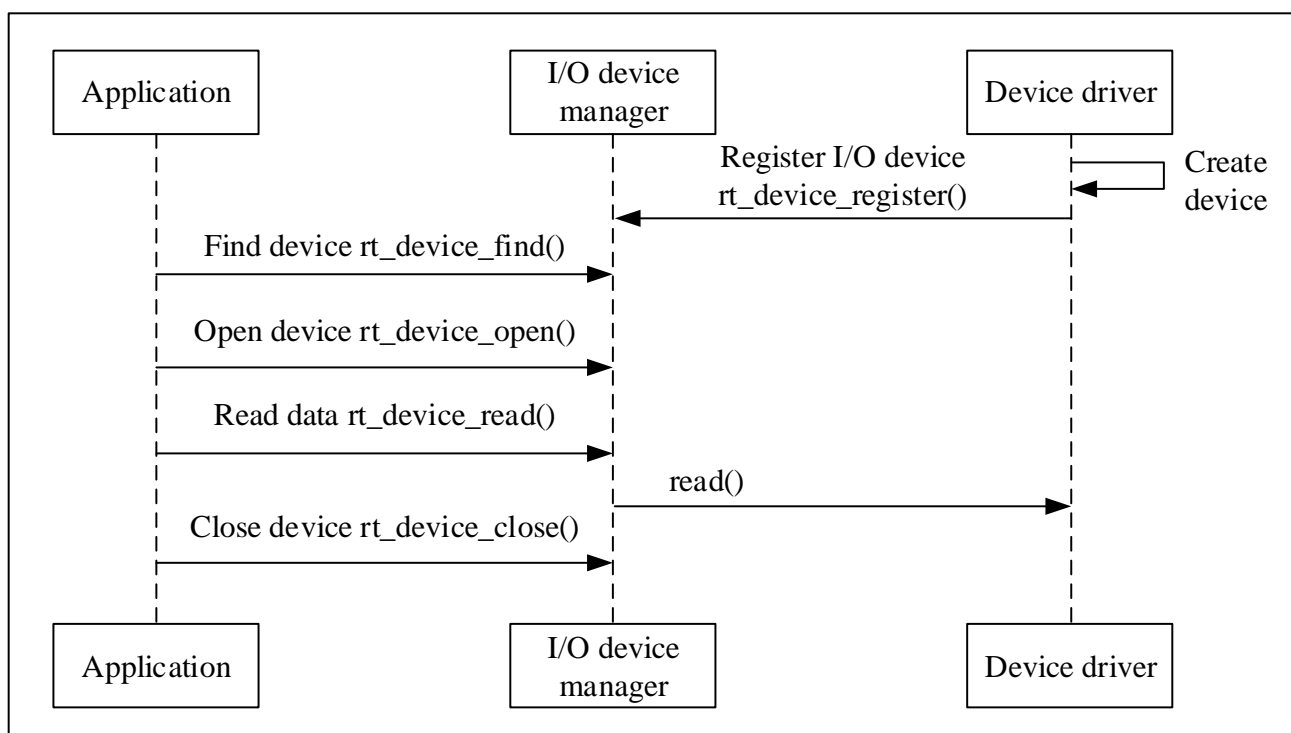 Application
I/O device
manager
Device driver
Register I/O device
rt_device_register()
Create
device
Find device rt_device_find()
Open device rt_device_open()
Read data rt_device_read()
read()
Close device rt_device_close()
Application
I/O device
manager
Device driver